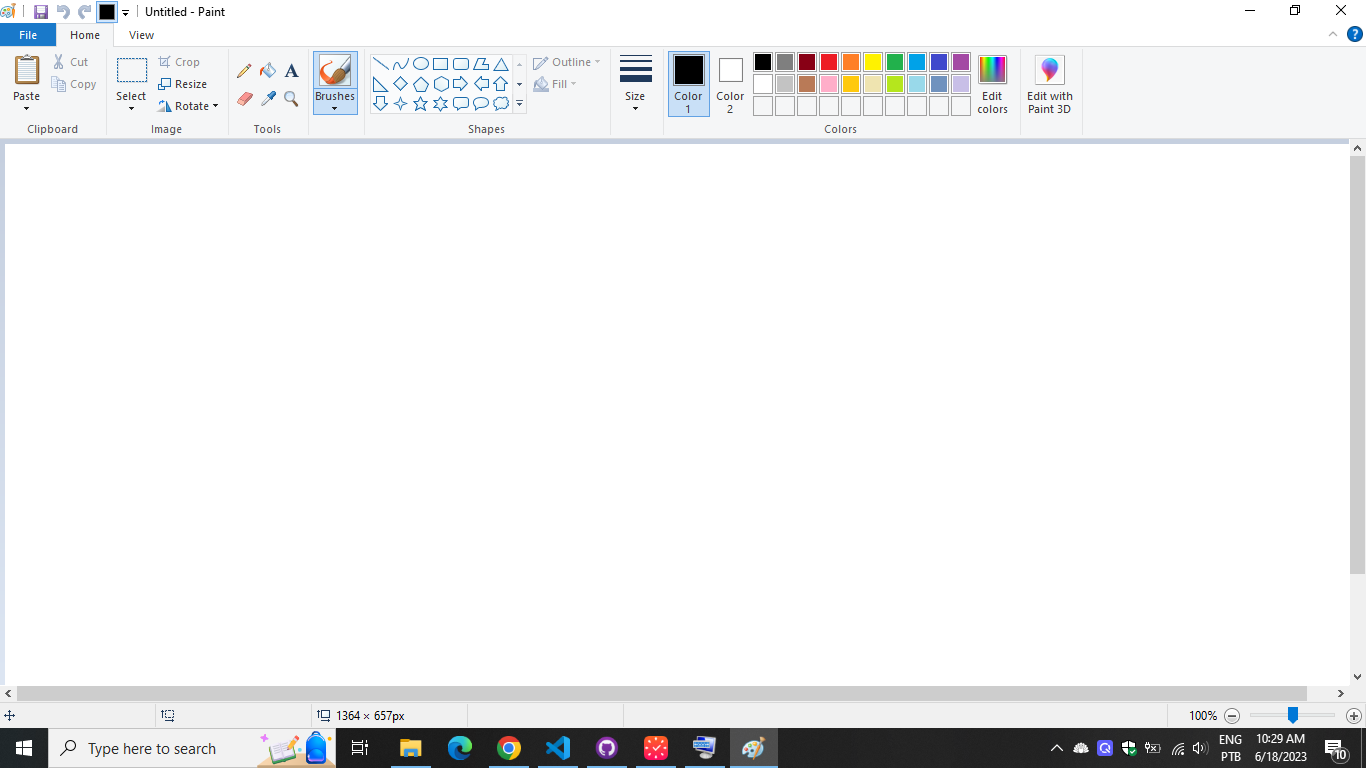 Untitled - Paint
File Home View
Paste
Cut
Copy
Clipboard
Select
Crop
Resize
Rotate
Image
A
Tools
Brushes
Shapes
Outline
Fill
Size
Color 1
Color 2
Colors
Edit colors
Edit with Paint 3D
1364 × 657px
100%
Type here to search
ENG
PTB
10:29 AM
6/18/2023
10